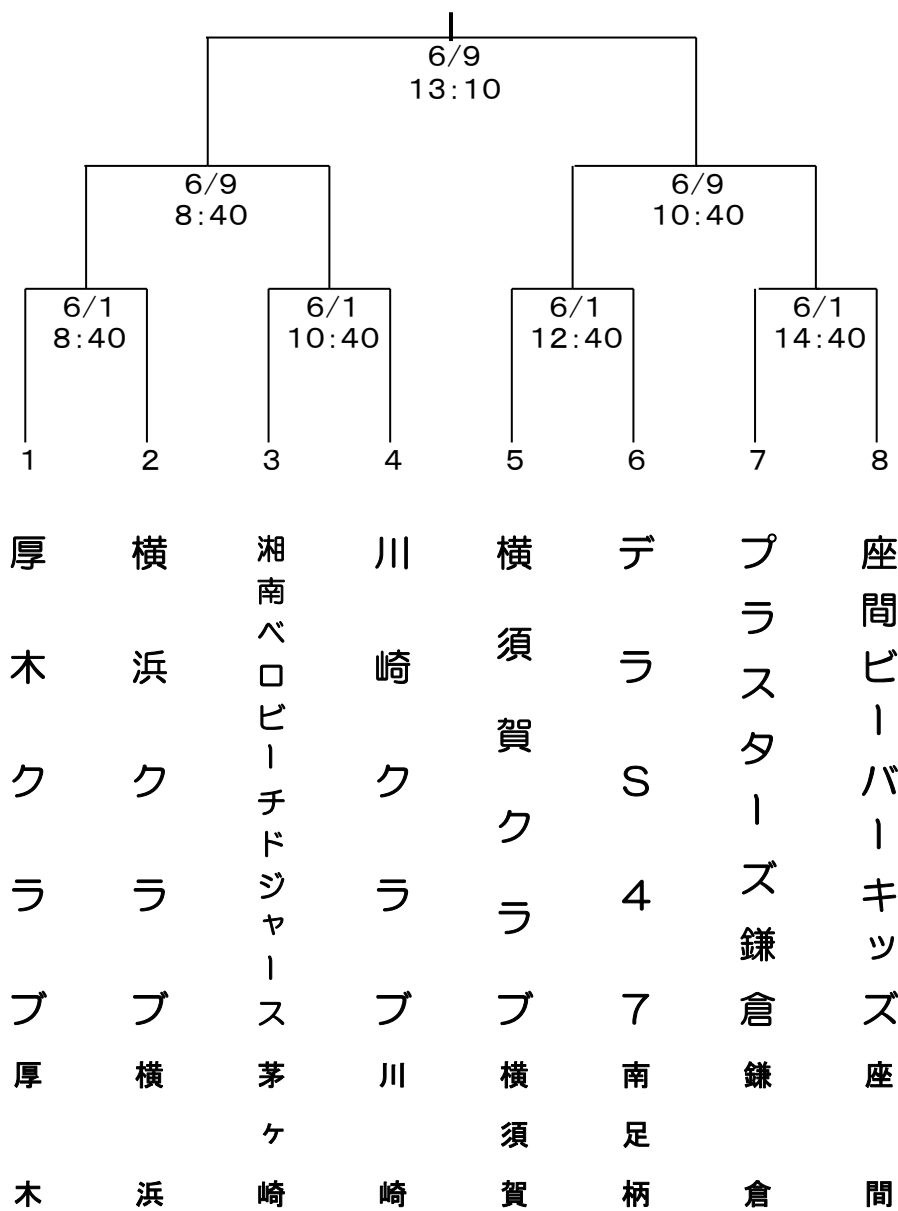 6/9
13:10
6/9
8:40
6/9
10:40
6/1
8:40
6/1
10:40
6/1
12:40
6/1
14:40
1
2
3
4
5
6
7
8
厚木クラブ
横浜クラブ
湘南ベロビーチドジャース
川崎クラブ
横須賀クラブ
デラS47
プラスターズ鎌倉
座間ビーバーキッズ
厚木
横浜
茅ヶ崎
川崎
横須賀
南足柄
鎌倉
座間